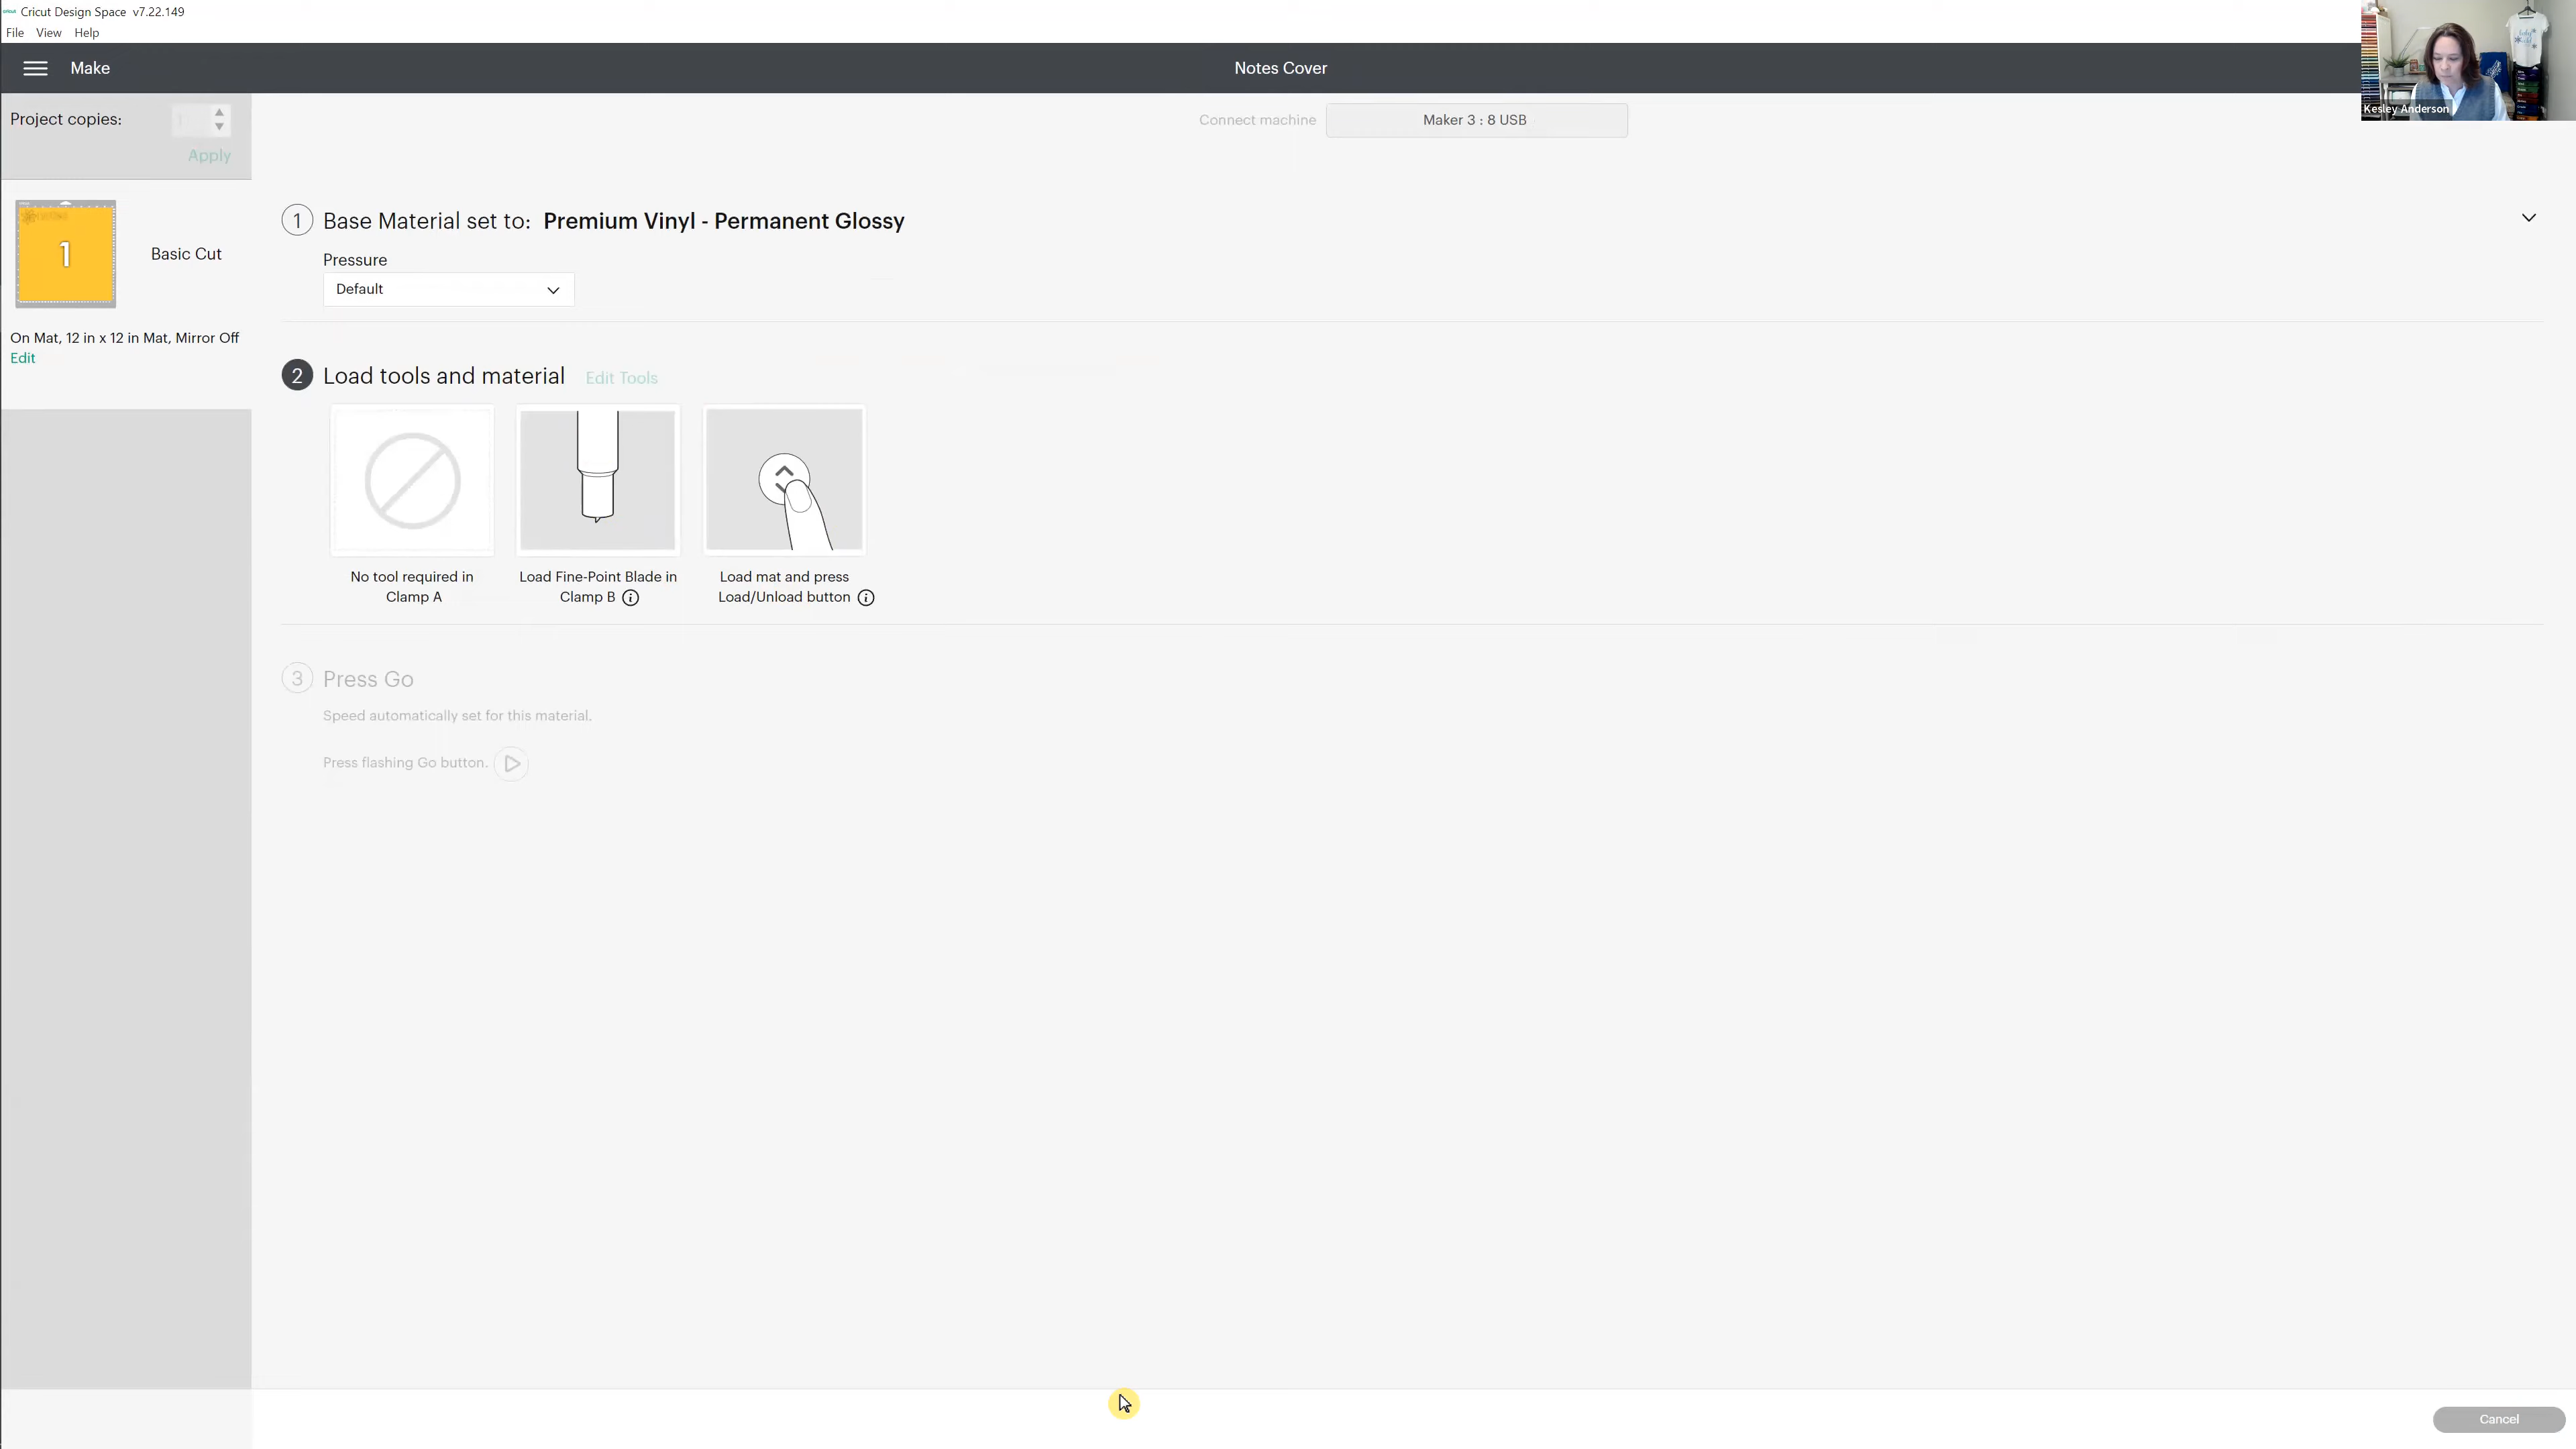 Cricut Design Space v7.22.149
File View Help
Make
Notes Cover
Kesley Anderson
Project copies:
Apply
Connect machine
Maker 3 : 8 USB
1
Basic Cut
On Mat, 12 in x 12 in Mat, Mirror Off
Edit
1 Base Material set to: Premium Vinyl - Permanent Glossy
Pressure
Default
2 Load tools and material Edit Tools
No tool required in
Clamp A
Load Fine-Point Blade in
Clamp B
Load mat and press
Load/Unload button
3 Press Go
Speed automatically set for this material.
Press flashing Go button.
Cancel